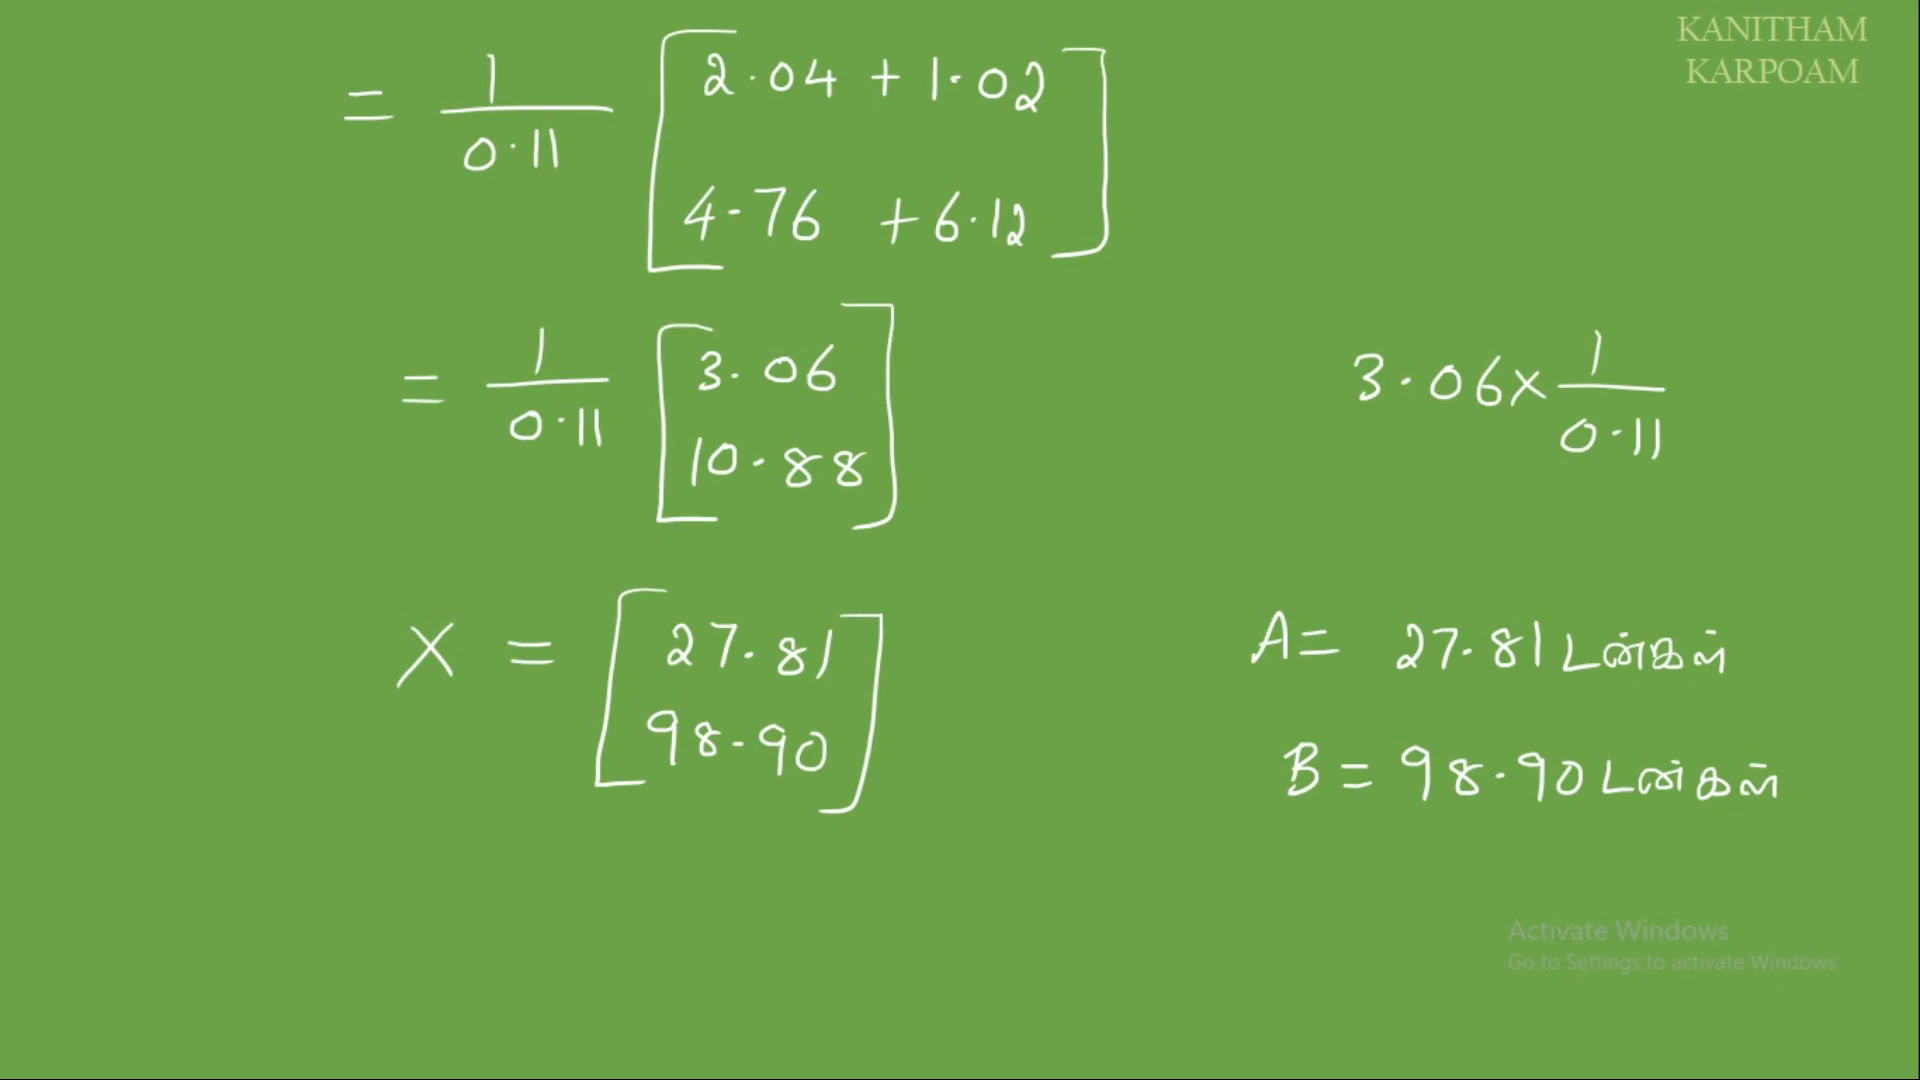 KANITHAM
KARPOAM
= 1/0.11 [2.04 + 1.02
4.76 + 6.12]
= 1/0.11 [3.06
10.88]
3.06 × 1/0.11
X = [27.81
98.90]
A = 27.81 டன்கள்
B = 98.90 டன்கள்
Activate Windows
Go to Settings to activate Windows.